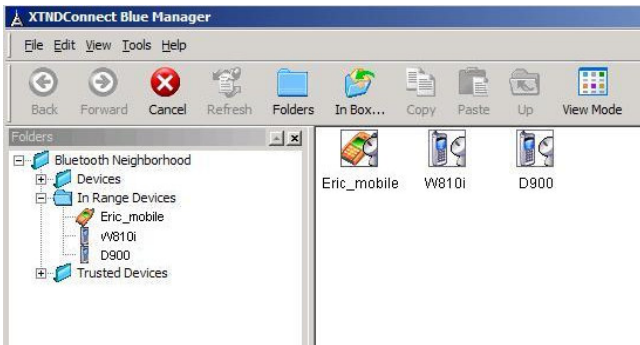 XTNDConnect Blue Manager
File Edit View Tools Help
Back Forward Cancel Refresh Folders In Box... Copy Paste Up View Mode
Folders
Bluetooth Neighborhood
Devices
In Range Devices
Eric_mobile
W810i
D900
Trusted Devices
Eric_mobile W810i D900